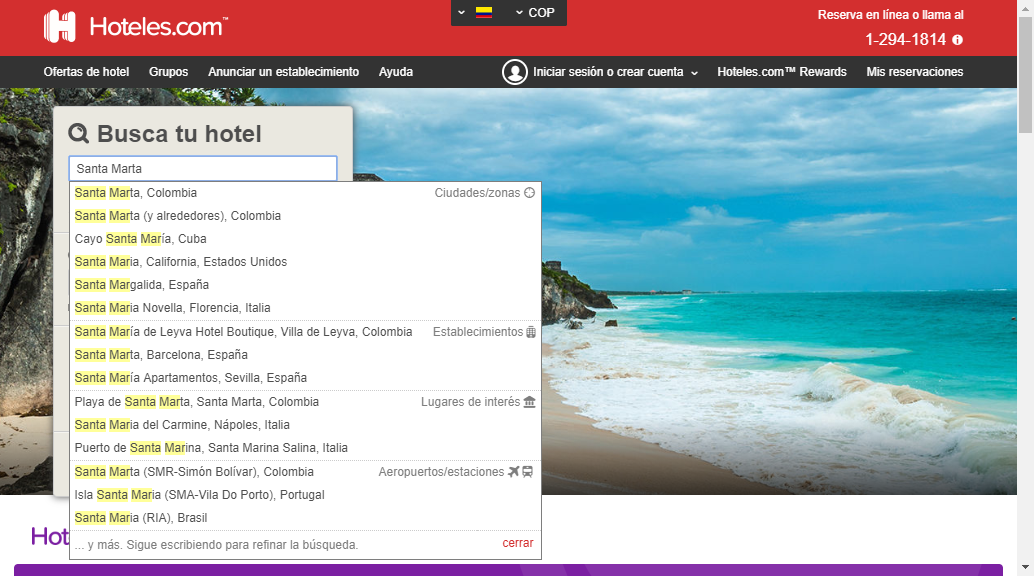 Hoteles.com™
COP
Reserva en línea o llama al
1-294-1814
Ofertas de hotel Grupos Anunciar un establecimiento Ayuda Iniciar sesión o crear cuenta Hoteles.com™ Rewards Mis reservaciones
Busca tu hotel
Santa Marta
Santa Marta, Colombia Ciudades/zonas
Santa Marta (y alrededores), Colombia
Cayo Santa María, Cuba
Santa Maria, California, Estados Unidos
Santa Margalida, España
Santa Maria Novella, Florencia, Italia
Santa María de Leyva Hotel Boutique, Villa de Leyva, Colombia Establecimientos
Santa Marta, Barcelona, España
Santa María Apartamentos, Sevilla, España
Playa de Santa Marta, Santa Marta, Colombia Lugares de interés
Santa Maria del Carmine, Nápoles, Italia
Puerto de Santa Marina, Santa Marina Salina, Italia
Santa Marta (SMR-Simón Bolívar), Colombia Aeropuertos/estaciones
Isla Santa Maria (SMA-Vila Do Porto), Portugal
Santa Maria (RIA), Brasil
... y más. Sigue escribiendo para refinar la búsqueda. cerrar
Hot